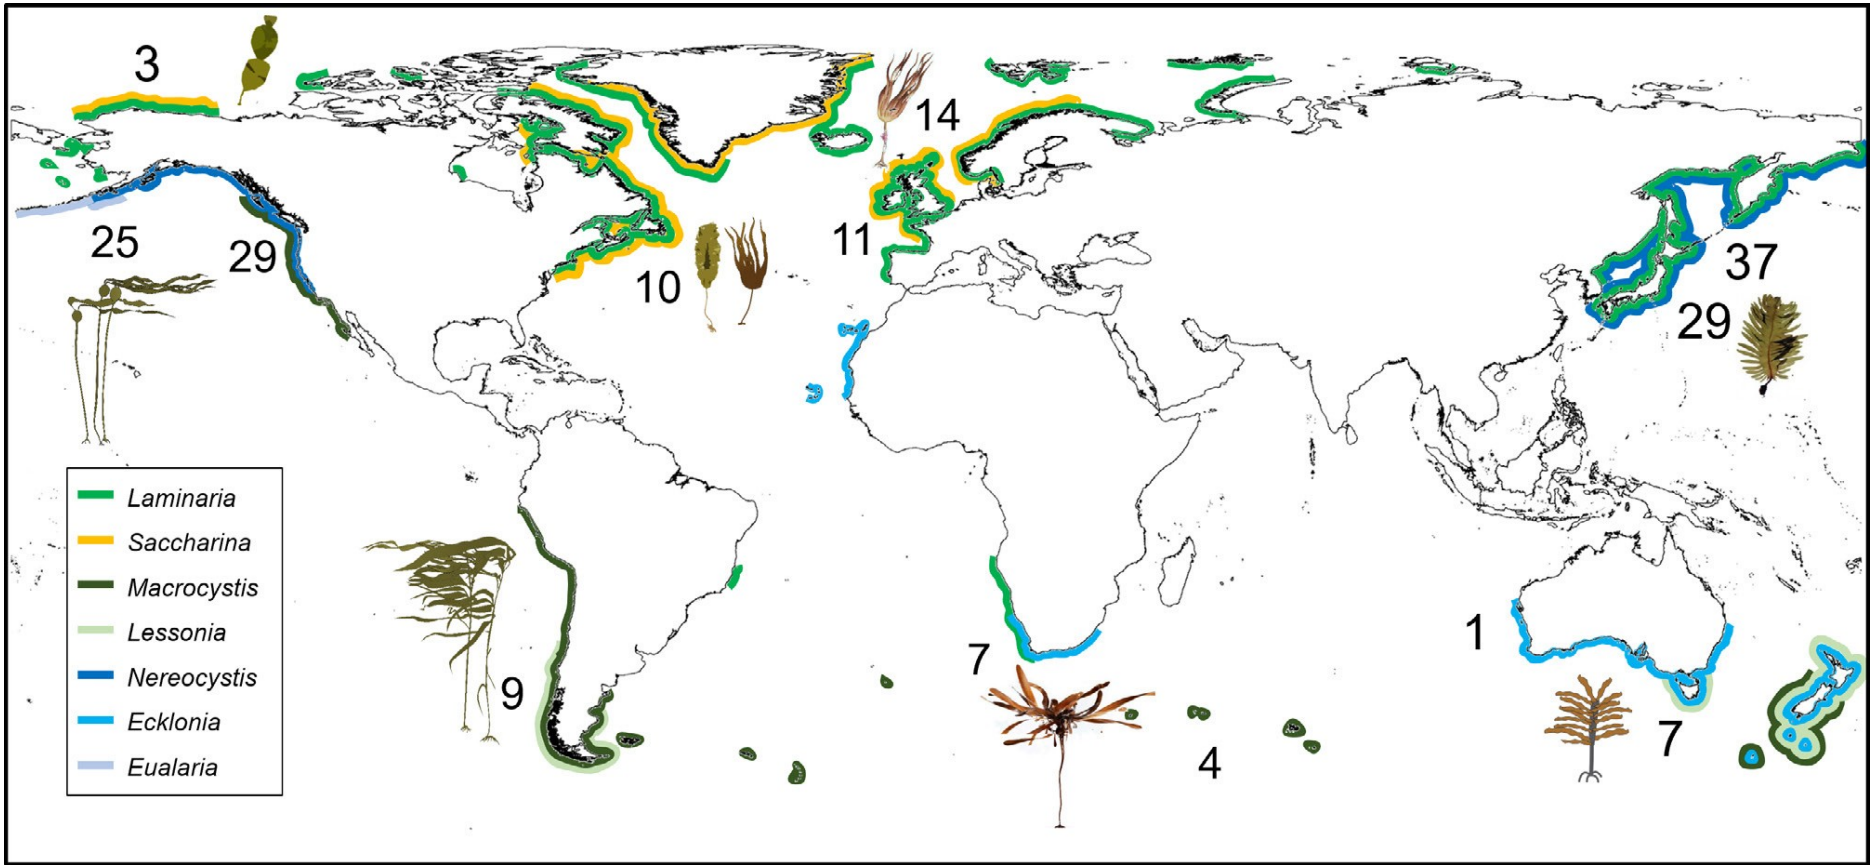 3
14
25
29
10
11
37
29
Laminaria
Saccharina
Macrocystis
Lessonia
Nereocystis
Ecklonia
Eualaria
9
7
4
1
7